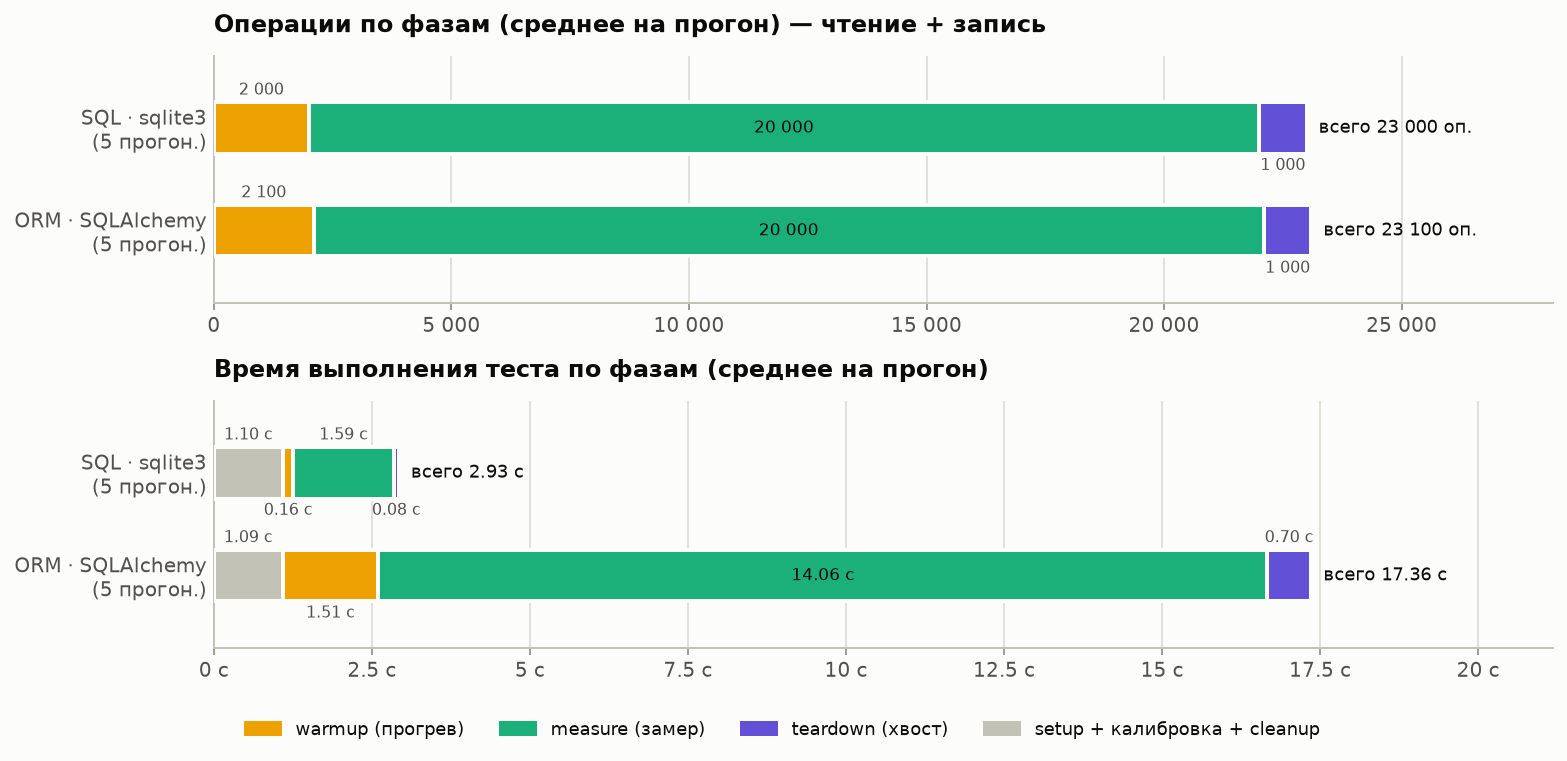 Операции по фазам (среднее на прогон) — чтение + запись
2 000
SQL · sqlite3
(5 прогон.)
20 000
всего 23 000 оп.
1 000
2 100
ORM · SQLAlchemy
(5 прогон.)
20 000
всего 23 100 оп.
1 000
0
5 000
10 000
15 000
20 000
25 000
Время выполнения теста по фазам (среднее на прогон)
1.10 с
1.59 с
SQL · sqlite3
(5 прогон.)
всего 2.93 с
0.16 с
0.08 с
1.09 с
0.70 с
ORM · SQLAlchemy
(5 прогон.)
14.06 с
всего 17.36 с
1.51 с
0 с
2.5 с
5 с
7.5 с
10 с
12.5 с
15 с
17.5 с
20 с
warmup (прогрев)
measure (замер)
teardown (хвост)
setup + калибровка + cleanup